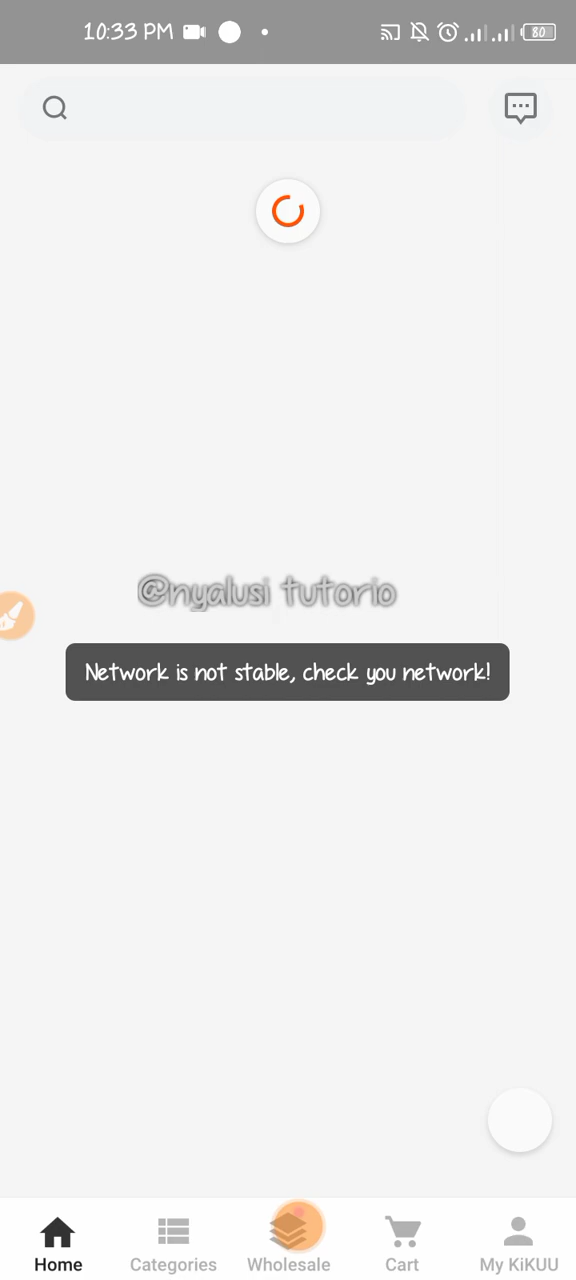 10:33 PM
80
@nyalusi tutorio
Network is not stable, check you network!
Home
Categories
Wholesale
Cart
My KiKUU